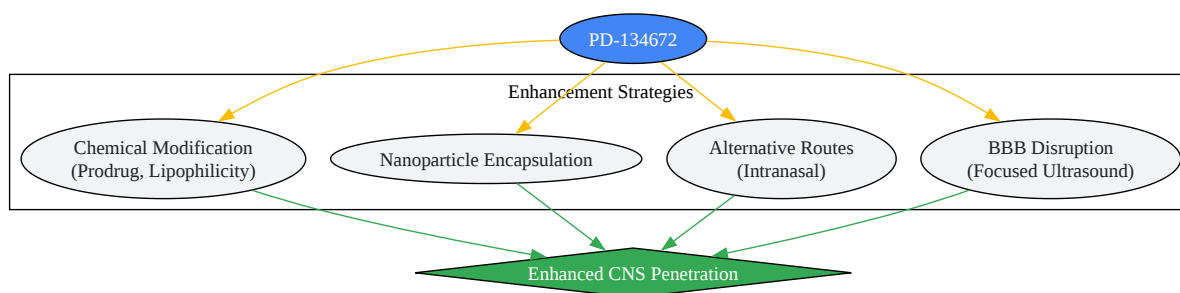 PD-134672
Enhancement Strategies
Chemical Modification
(Prodrug, Lipophilicity)
Nanoparticle Encapsulation
Alternative Routes
(Intranasal)
BBB Disruption
(Focused Ultrasound)
Enhanced CNS Penetration